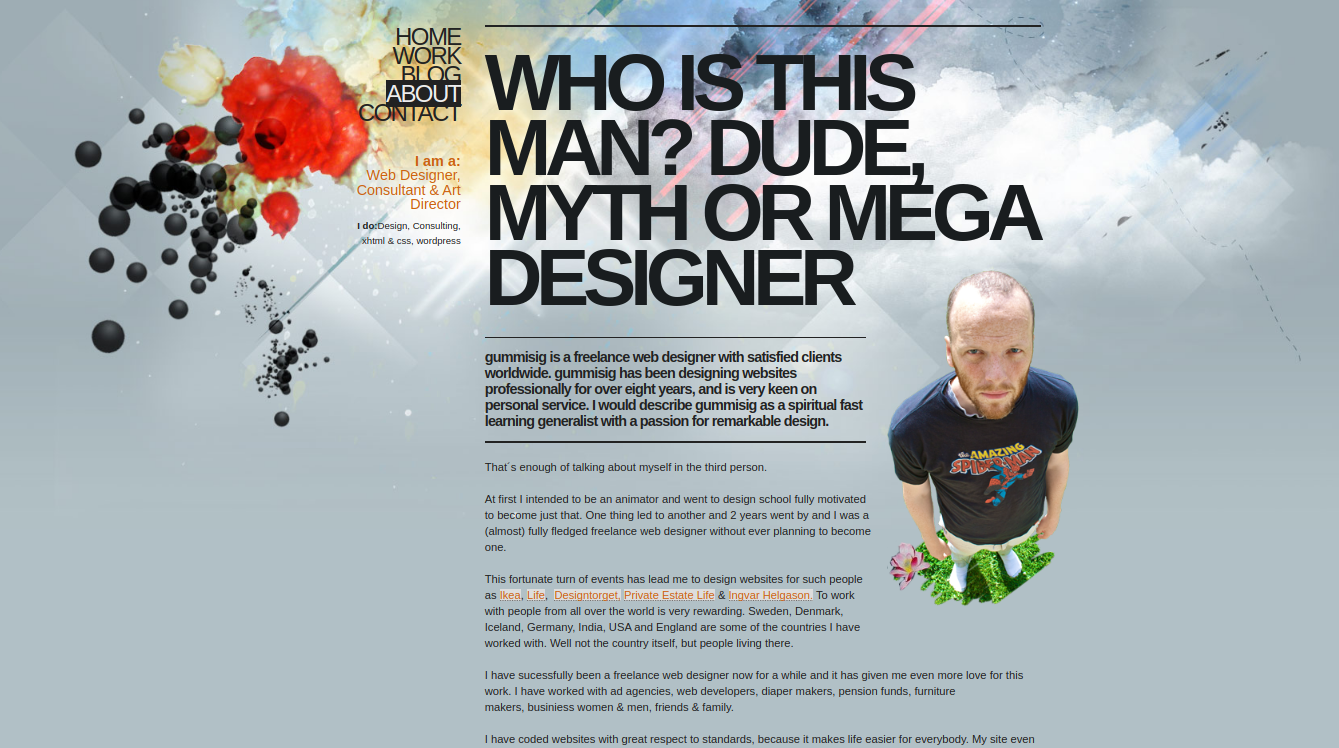 HOME
WORK
BLOG
ABOUT
CONTACT
I am a:
Web Designer,
Consultant & Art
Director
I do:Design, Consulting,
xhtml & css, wordpress
WHO IS THIS
MAN? DUDE,
MYTH OR MEGA
DESIGNER
gummisig is a freelance web designer with satisfied clients
worldwide. gummisig has been designing websites
professionally for over eight years, and is very keen on
personal service. I would describe gummisig as a spiritual fast
learning generalist with a passion for remarkable design.
the AMAZING
SPIDER-MAN
That´s enough of talking about myself in the third person.
At first I intended to be an animator and went to design school fully motivated
to become just that. One thing led to another and 2 years went by and I was a
(almost) fully fledged freelance web designer without ever planning to become
one.
This fortunate turn of events has lead me to design websites for such people
as Ikea, Life, Designtorget, Private Estate Life & Ingvar Helgason. To work
with people from all over the world is very rewarding. Sweden, Denmark,
Iceland, Germany, India, USA and England are some of the countries I have
worked with. Well not the country itself, but people living there.
I have sucessfully been a freelance web designer now for a while and it has given me even more love for this
work. I have worked with ad agencies, web developers, diaper makers, pension funds, furniture
makers, businiess women & men, friends & family.
I have coded websites with great respect to standards, because it makes life easier for everybody. My site even